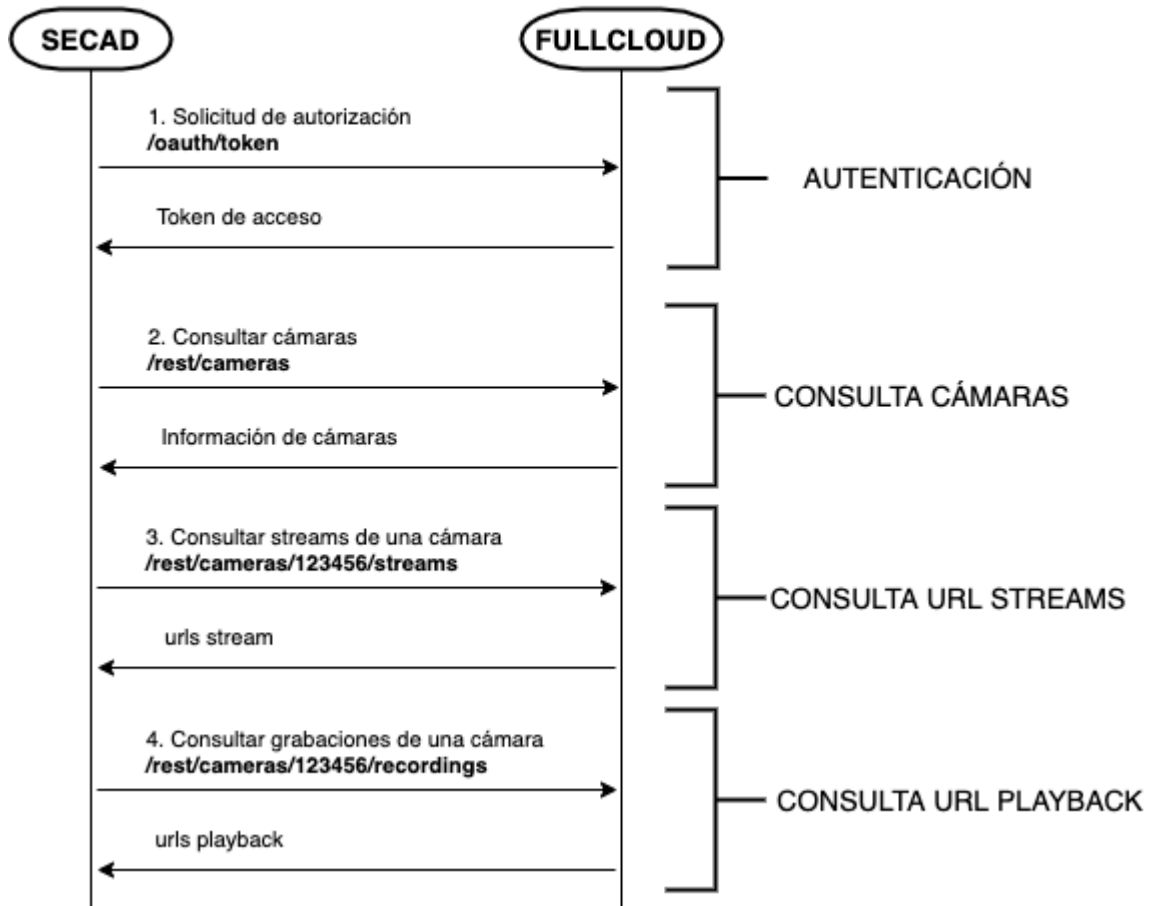 SECAD
FULLCLOUD
1. Solicitud de autorización
/oauth/token
AUTENTICACIÓN
Token de acceso
2. Consultar cámaras
/rest/cameras
CONSULTA CÁMARAS
Información de cámaras
3. Consultar streams de una cámara
/rest/cameras/123456/streams
CONSULTA URL STREAMS
urls stream
4. Consultar grabaciones de una cámara
/rest/cameras/123456/recordings
CONSULTA URL PLAYBACK
urls playback